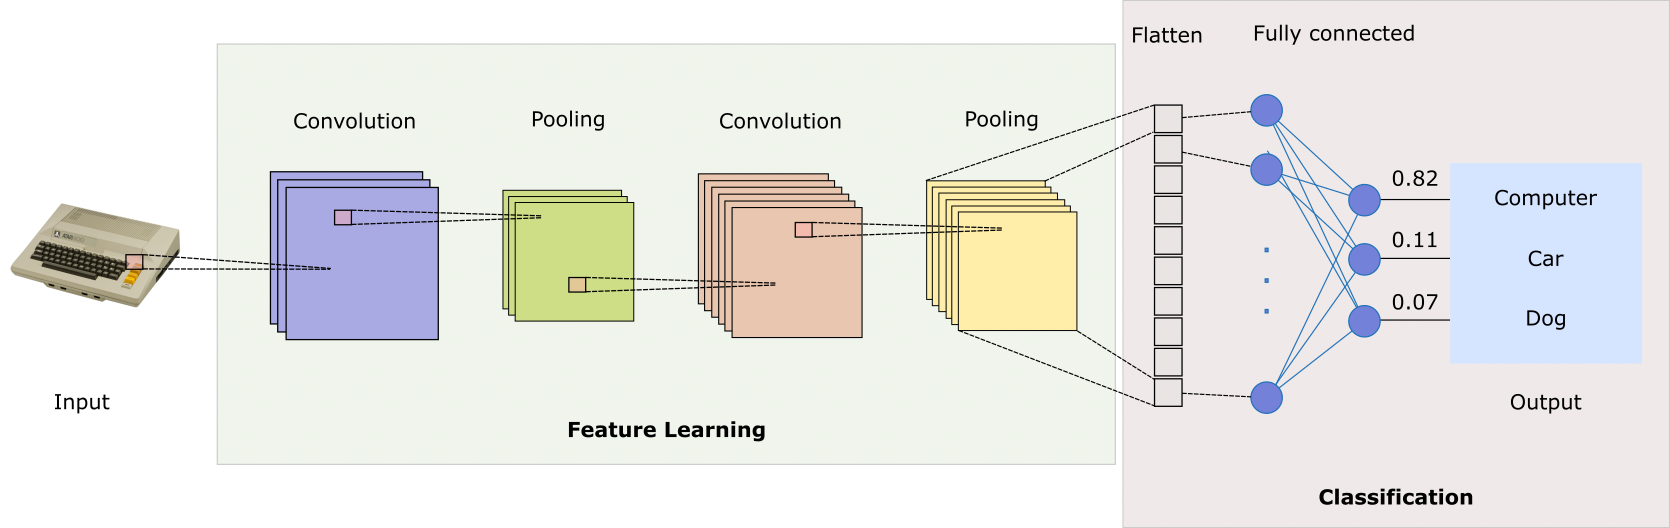 Flatten
Fully connected
Convolution
Pooling
Convolution
Pooling
0.82
Computer
0.11
Car
0.07
Dog
Input
Output
Feature Learning
Classification